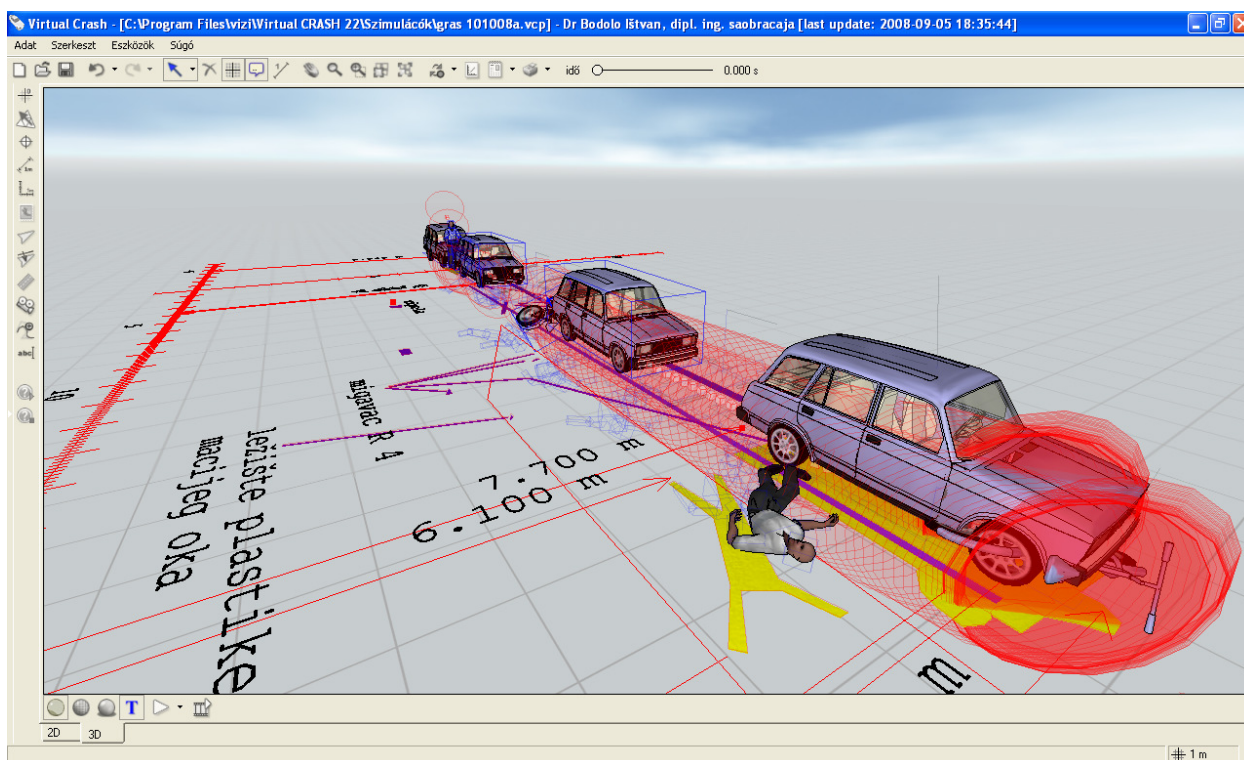 Virtual Crash - [C:\Program Files\vizi\Virtual CRASH 22\Szimulácók\gras 101008a.vcp] - Dr Bodolo Ištvan, dipl. ing. saobracaja [last update: 2008-09-05 18:35:44]
Adat Szerkeszt Eszközök Súgó
idő 0.000 s
migavac R 4
7.700 m
6.100 m
ležište plastike
macijeg oka
m
abc
T
2D 3D
1 m